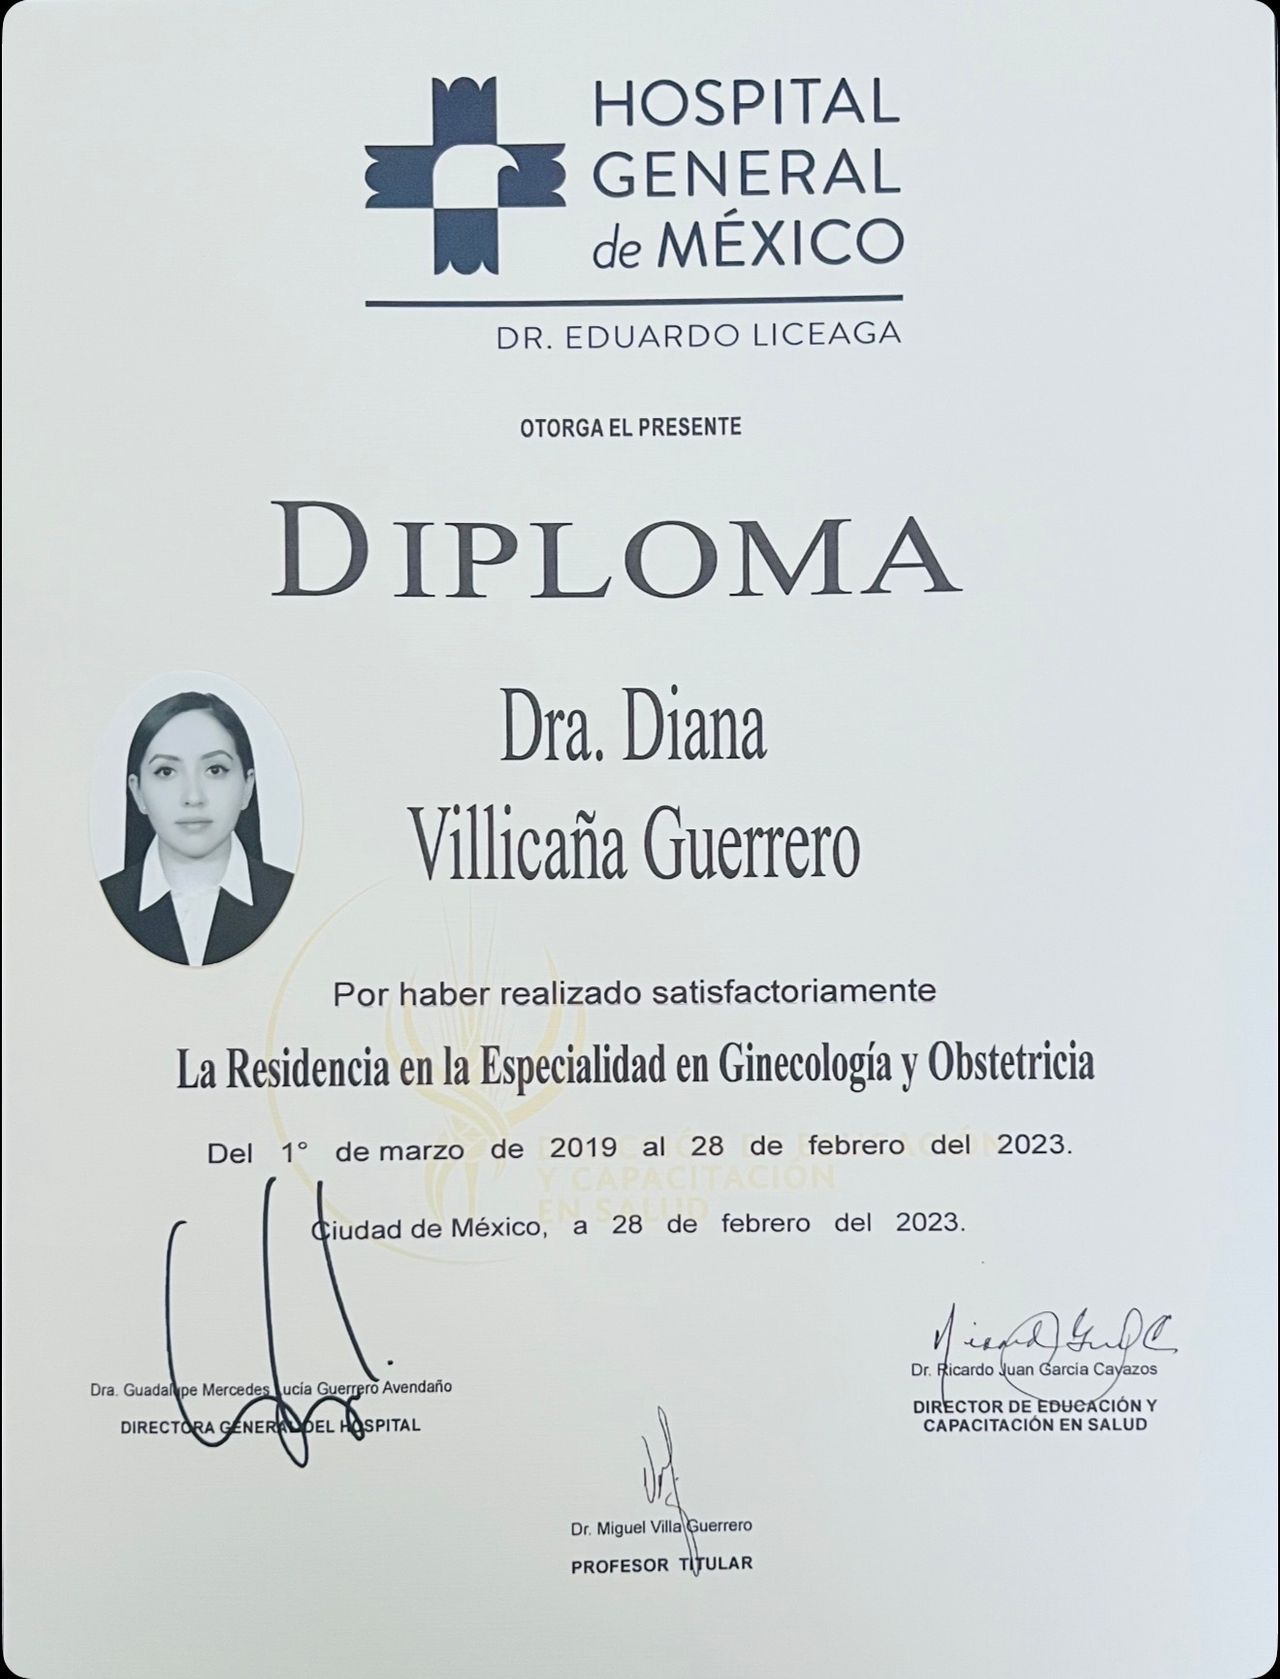 HOSPITAL
GENERAL
de MÉXICO
DR. EDUARDO LICEAGA
OTORGA EL PRESENTE
DIPLOMA
Dra. Diana
Villicaña Guerrero
Por haber realizado satisfactoriamente
La Residencia en la Especialidad en Ginecología y Obstetricia
Del 1° de marzo de 2019 al 28 de febrero del 2023.
Y CAPACITACIÓN
EN SALUD
Ciudad de México, a 28 de febrero del 2023.
Dra. Guadalupe Mercedes Lucía Guerrero Avendaño
DIRECTORA GENERAL DEL HOSPITAL
Dr. Ricardo Juan García Cavazos
DIRECTOR DE EDUCACIÓN Y
CAPACITACIÓN EN SALUD
Dr. Miguel Villa Guerrero
PROFESOR TITULAR